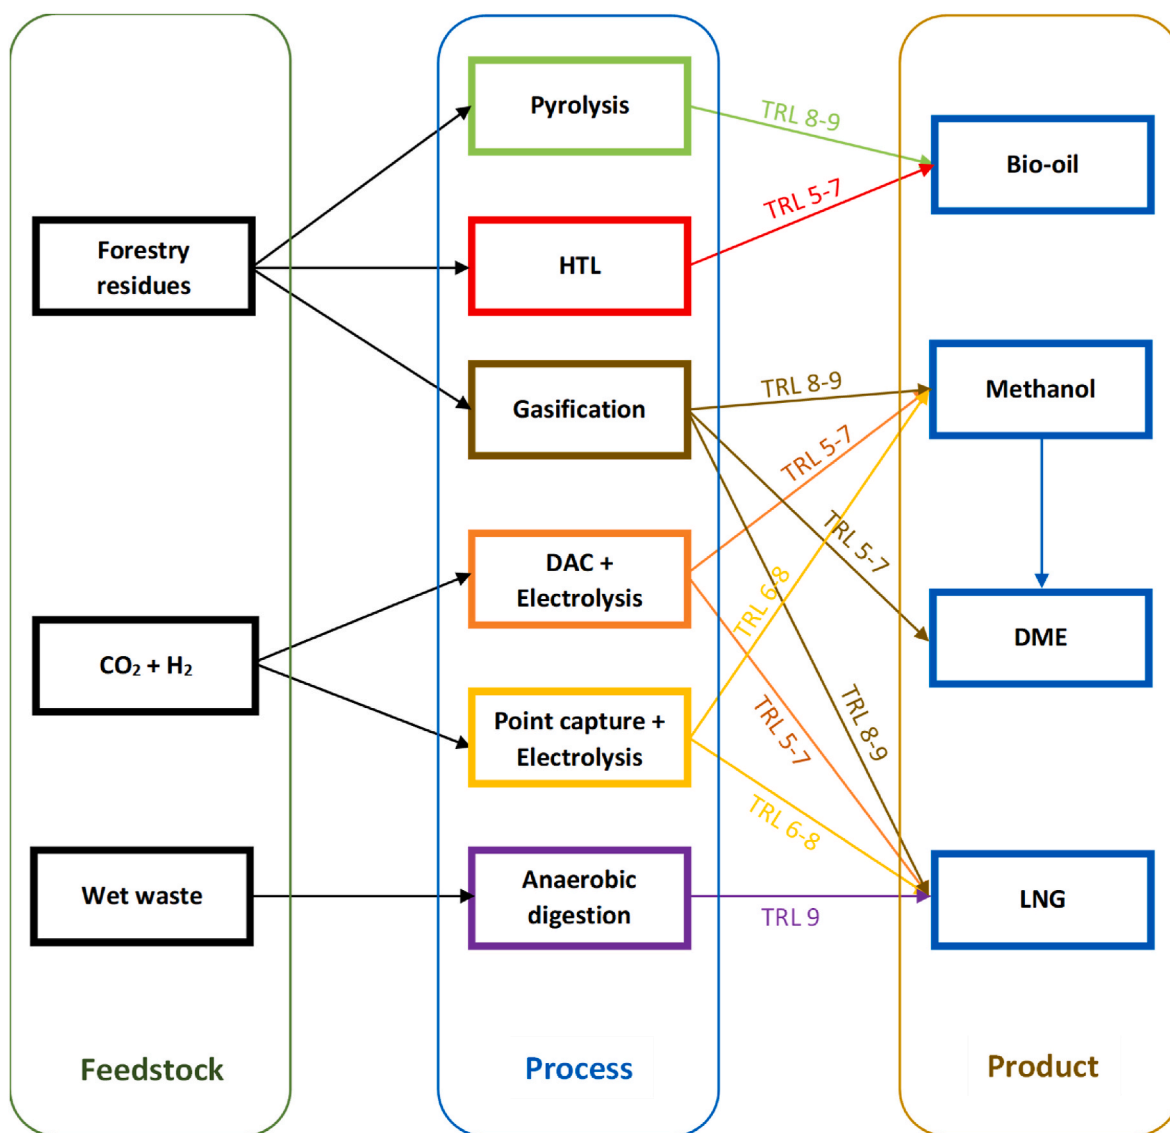 Forestry
residues
CO₂ + H₂
Wet waste
Feedstock
Pyrolysis
HTL
Gasification
DAC +
Electrolysis
Point capture +
Electrolysis
Anaerobic
digestion
Process
TRL 8-9
TRL 5-7
TRL 8-9
TRL 5-7
TRL 5-7
TRL 6-8
TRL 8-9
TRL 5-7
TRL 6-8
TRL 9
Bio-oil
Methanol
DME
LNG
Product